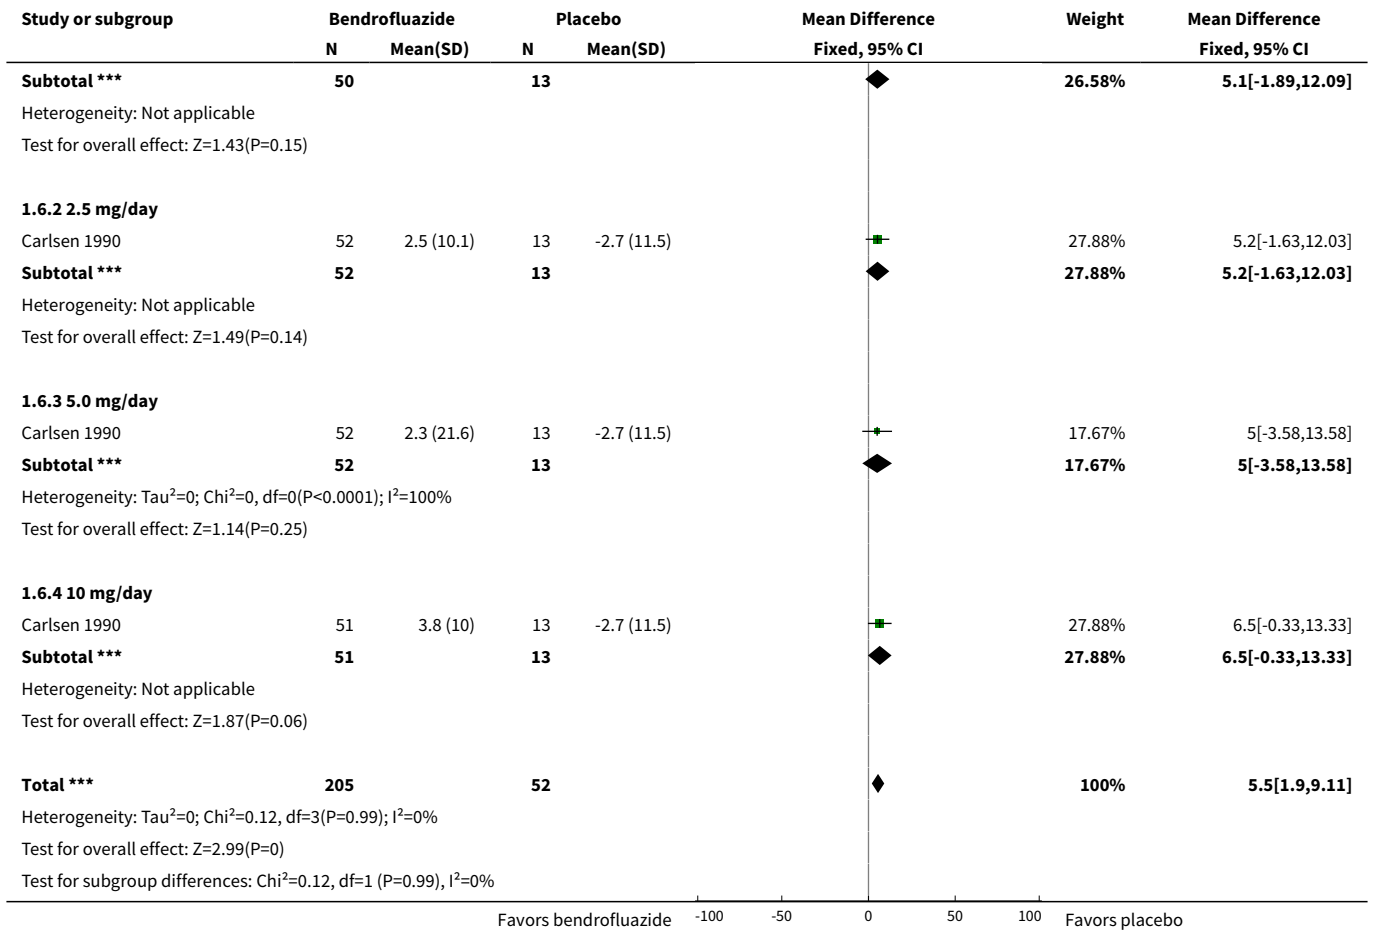 Study or subgroup Bendrofluazide Placebo Mean Difference Weight Mean Difference
N Mean(SD) N Mean(SD) Fixed, 95% CI Fixed, 95% CI
Subtotal *** 50 13 26.58% 5.1[-1.89,12.09]
Heterogeneity: Not applicable
Test for overall effect: Z=1.43(P=0.15)
1.6.2 2.5 mg/day
Carlsen 1990 52 2.5 (10.1) 13 -2.7 (11.5) 27.88% 5.2[-1.63,12.03]
Subtotal *** 52 13 27.88% 5.2[-1.63,12.03]
Heterogeneity: Not applicable
Test for overall effect: Z=1.49(P=0.14)
1.6.3 5.0 mg/day
Carlsen 1990 52 2.3 (21.6) 13 -2.7 (11.5) 17.67% 5[-3.58,13.58]
Subtotal *** 52 13 17.67% 5[-3.58,13.58]
Heterogeneity: Tau²=0; Chi²=0, df=0(P<0.0001); I²=100%
Test for overall effect: Z=1.14(P=0.25)
1.6.4 10 mg/day
Carlsen 1990 51 3.8 (10) 13 -2.7 (11.5) 27.88% 6.5[-0.33,13.33]
Subtotal *** 51 13 27.88% 6.5[-0.33,13.33]
Heterogeneity: Not applicable
Test for overall effect: Z=1.87(P=0.06)
Total *** 205 52 100% 5.5[1.9,9.11]
Heterogeneity: Tau²=0; Chi²=0.12, df=3(P=0.99); I²=0%
Test for overall effect: Z=2.99(P=0)
Test for subgroup differences: Chi²=0.12, df=1 (P=0.99), I²=0%
Favors bendrofluazide -100 -50 0 50 100 Favors placebo